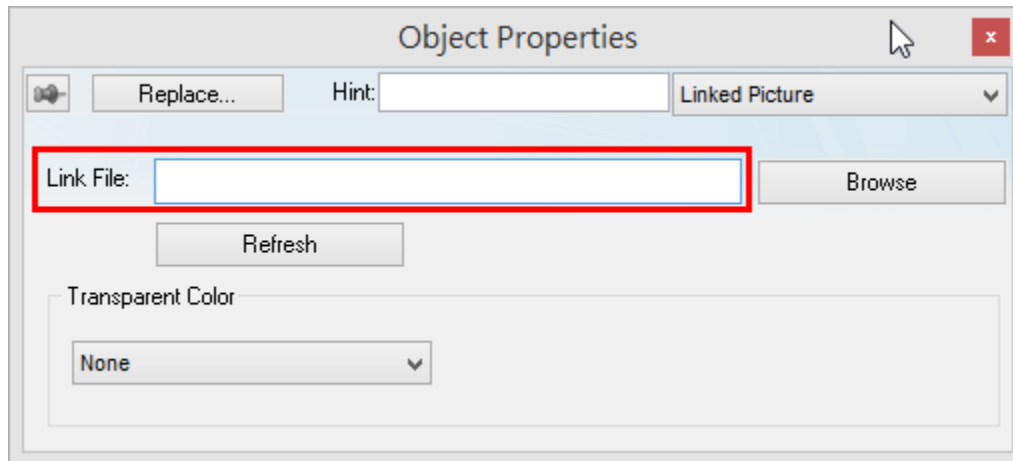 Object Properties
x
Replace... Hint: Linked Picture
Link File: Browse
Refresh
Transparent Color
None